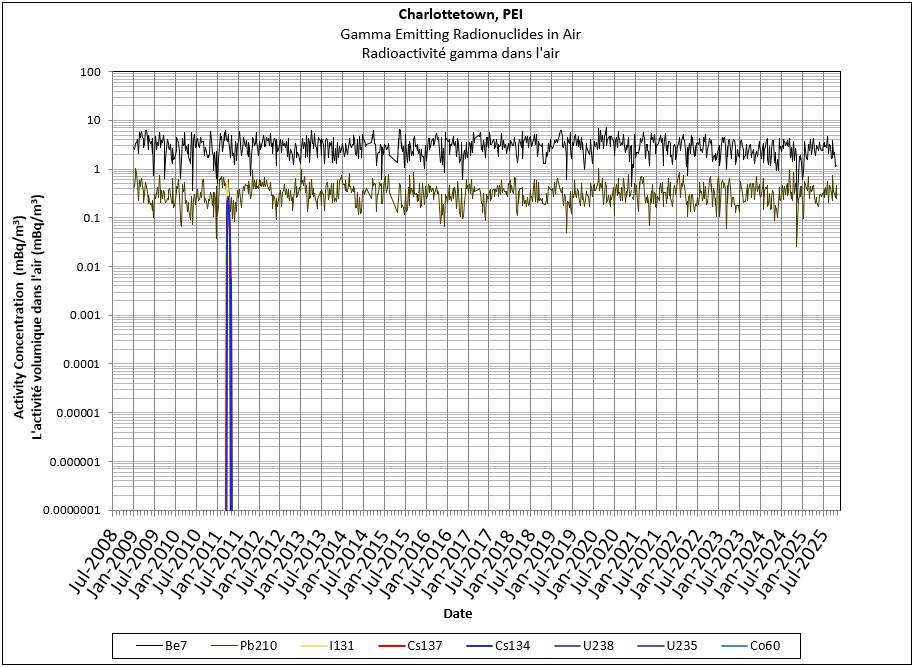 Charlottetown, PEI
Gamma Emitting Radionuclides in Air
Radioactivité gamma dans l'air
Activity Concentration (mBq/m³)
L'activité volumique dans l'air (mBq/m³)
100
10
1
0.1
0.01
0.001
0.0001
0.00001
0.000001
0.0000001
Jul-2008
Jan-2009
Jul-2009
Jan-2010
Jul-2010
Jan-2011
Jul-2011
Jan-2012
Jul-2012
Jan-2013
Jul-2013
Jan-2014
Jul-2014
Jan-2015
Jul-2015
Jan-2016
Jul-2016
Jan-2017
Jul-2017
Jan-2018
Jul-2018
Jan-2019
Jul-2019
Jan-2020
Jul-2020
Jan-2021
Jul-2021
Jan-2022
Jul-2022
Jan-2023
Jul-2023
Jan-2024
Jul-2024
Jan-2025
Jul-2025
Date
Be7 Pb210 I131 Cs137 Cs134 U238 U235 Co60